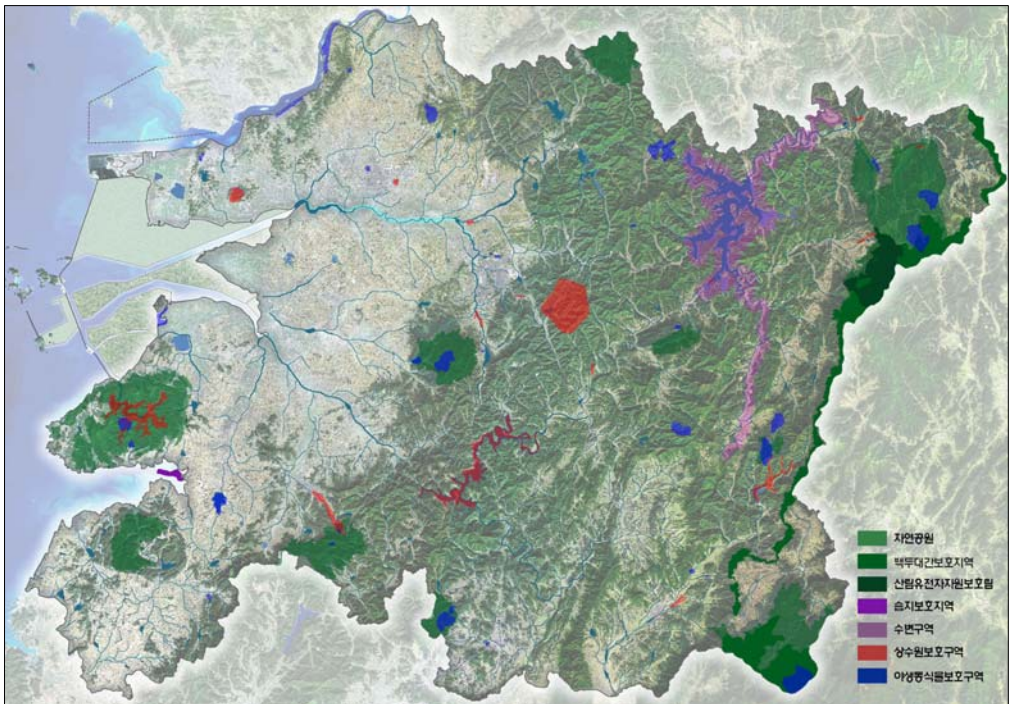 자연공원
백두대간보호지역
산림유전자자원보호림
습지보호지역
수변구역
상수원보호구역
야생동식물보호구역